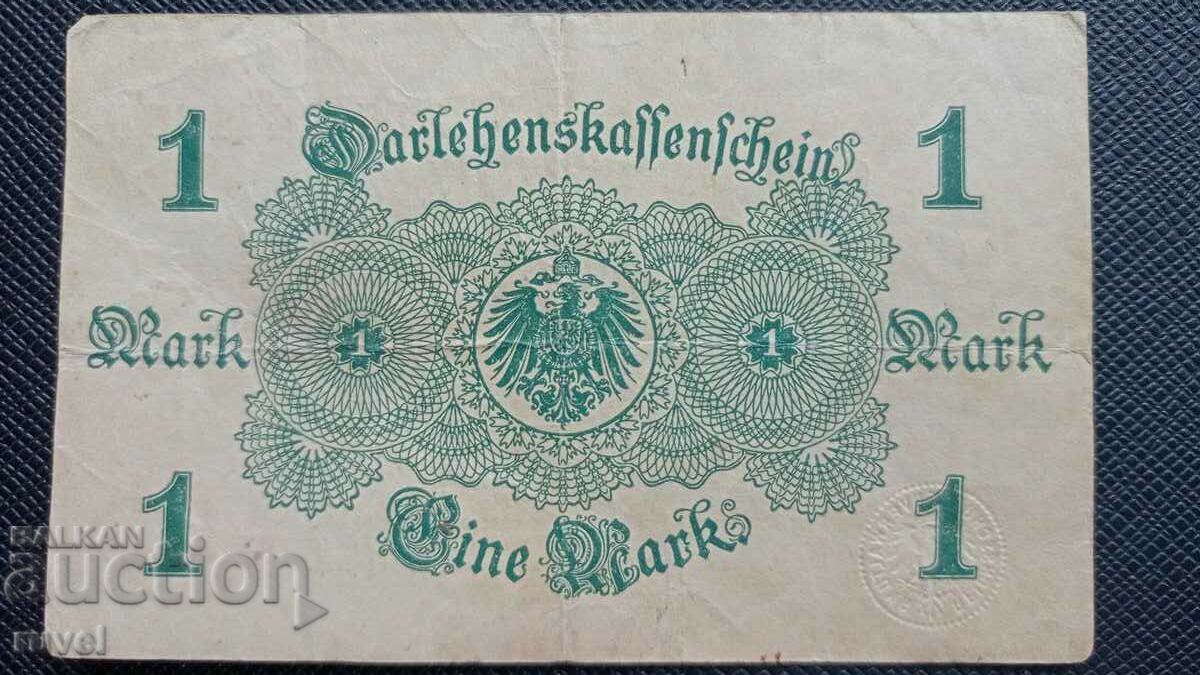 1 Darlehenskassenschein 1
Mark 1 1 Mark
1 Eine Mark 1
BALKAN
auction
mvel